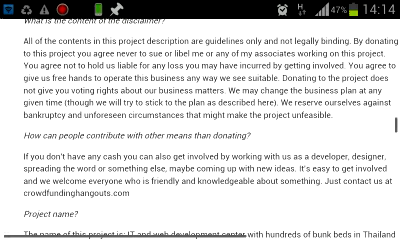 47% 14:14
What is the content of the disclaimer?
All of the contents in this project description are guidelines only and not legally binding. By donating
to this project you agree never to sue or libel me or any of my associates working on this project.
You agree not to hold us liable for any loss you may have incurred by getting involved. You agree to
give us free hands to operate this business any way we see suitable. Donating to the project does
not give you voting rights about our business matters. We may change the business plan at any
given time (though we will try to stick to the plan as described here). We reserve ourselves against
bankruptcy and unforeseen circumstances that might make the project unfeasible.
How can people contribute with other means than donating?
If you don't have any cash you can also get involved by working with us as a developer, designer,
spreading the word or something else, maybe coming up with new ideas. It's easy to get involved
and we welcome everyone who is friendly and knowledgeable about something. Just contact us at
crowdfundinghangouts.com
Project name?
The name of this project is: IT and web development center with hundreds of bunk beds in Thailand